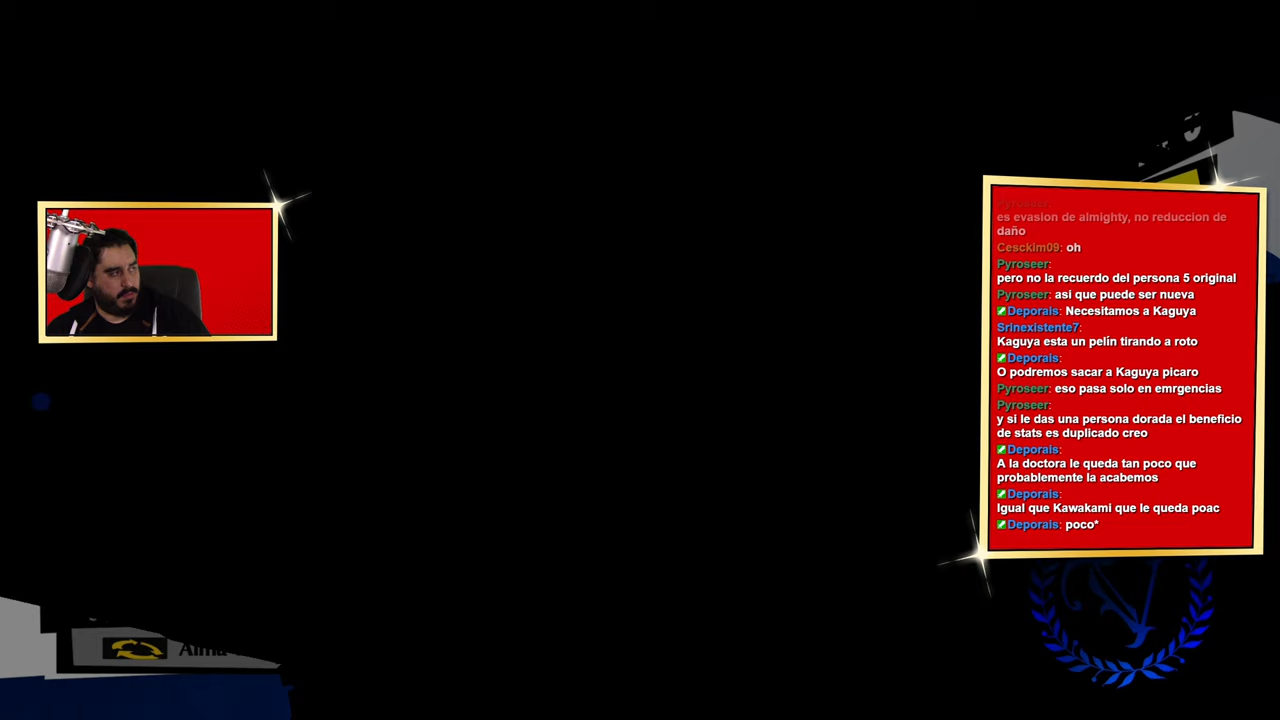 Pyroseer:
es evasion de almighty, no reduccion de
daño
Cesckim09: oh
Pyroseer:
pero no la recuerdo del persona 5 original
Pyroseer: asi que puede ser nueva
Deporais: Necesitamos a Kaguya
Srinexistente7:
Kaguya esta un pelín tirando a roto
Deporais:
O podremos sacar a Kaguya picaro
Pyroseer: eso pasa solo en emrgencias
Pyroseer:
y si le das una persona dorada el beneficio
de stats es duplicado creo
Deporais:
A la doctora le queda tan poco que
probablemente la acabemos
Deporais:
Igual que Kawakami que le queda poac
Deporais: poco*
Alma